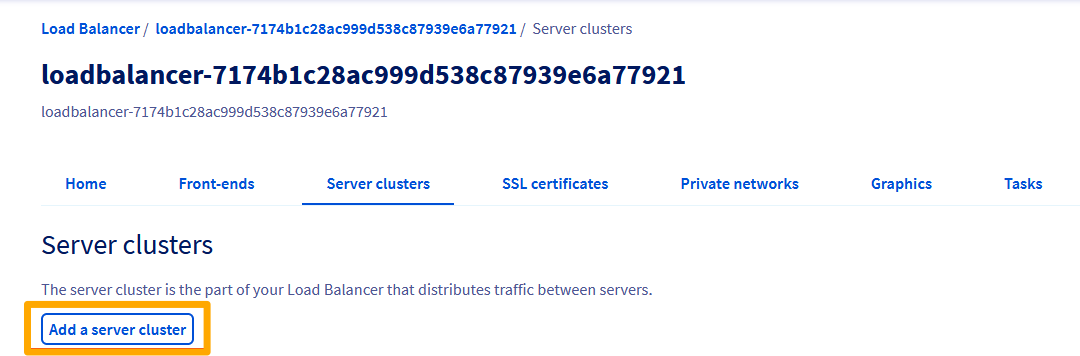 Load Balancer / loadbalancer-7174b1c28ac999d538c87939e6a77921 / Server clusters
loadbalancer-7174b1c28ac999d538c87939e6a77921
loadbalancer-7174b1c28ac999d538c87939e6a77921
Home Front-ends Server clusters SSL certificates Private networks Graphics Tasks
Server clusters
The server cluster is the part of your Load Balancer that distributes traffic between servers.
Add a server cluster